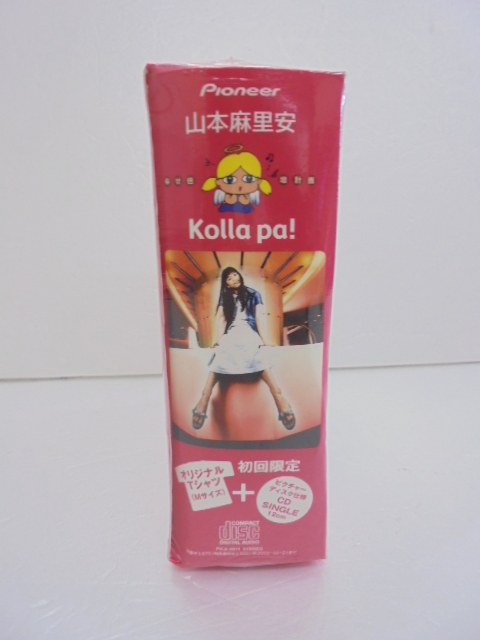 Pioneer
山本麻里安
Kolla pa!
初回限定
オリジナル
Tシャツ
(Mサイズ)
+
ピクチャー
ディスク仕様
CD
SINGLE
12cm
COMPACT
disc
DIGITAL AUDIO